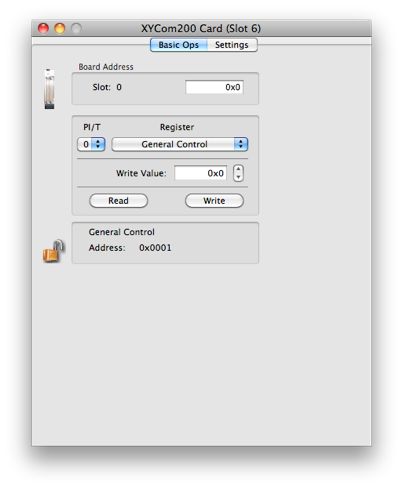 XYCom200 Card (Slot 6)
Basic Ops Settings
Board Address
Slot: 0 0x0
PI/T Register
0 General Control
Write Value: 0x0
Read Write
General Control
Address: 0x0001